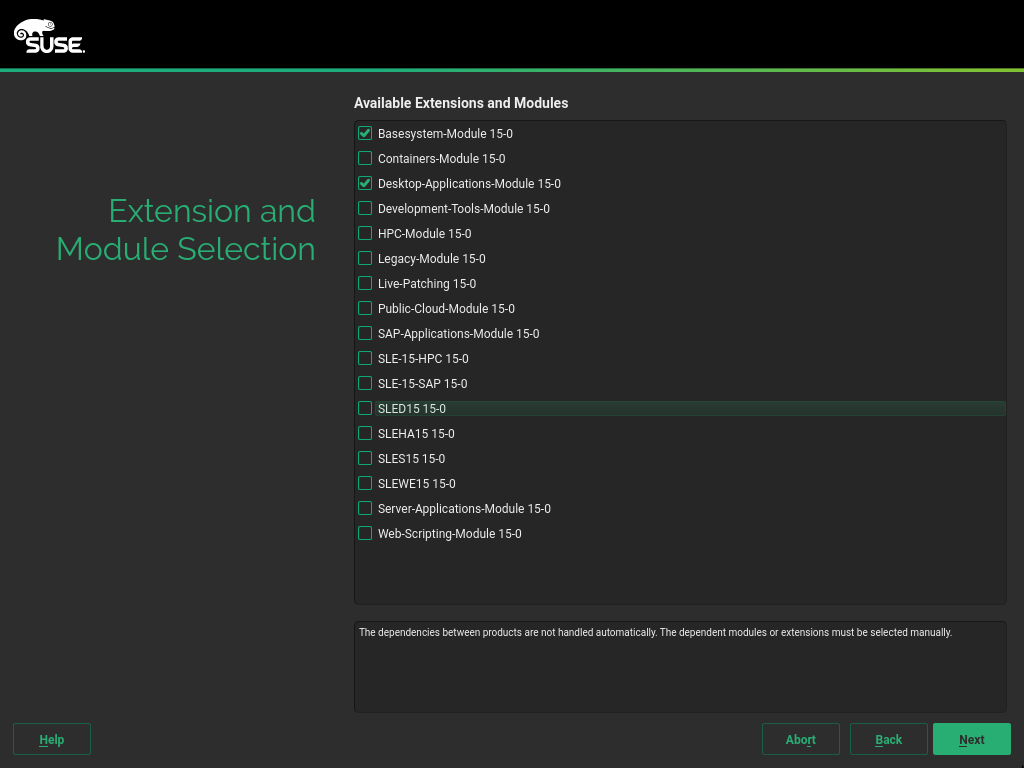 SUSE.
Extension and
Module Selection
Available Extensions and Modules
Basesystem-Module 15-0
Containers-Module 15-0
Desktop-Applications-Module 15-0
Development-Tools-Module 15-0
HPC-Module 15-0
Legacy-Module 15-0
Live-Patching 15-0
Public-Cloud-Module 15-0
SAP-Applications-Module 15-0
SLE-15-HPC 15-0
SLE-15-SAP 15-0
SLED15 15-0
SLEHA15 15-0
SLES15 15-0
SLEWE15 15-0
Server-Applications-Module 15-0
Web-Scripting-Module 15-0
The dependencies between products are not handled automatically. The dependent modules or extensions must be selected manually.
Help
Abort
Back
Next